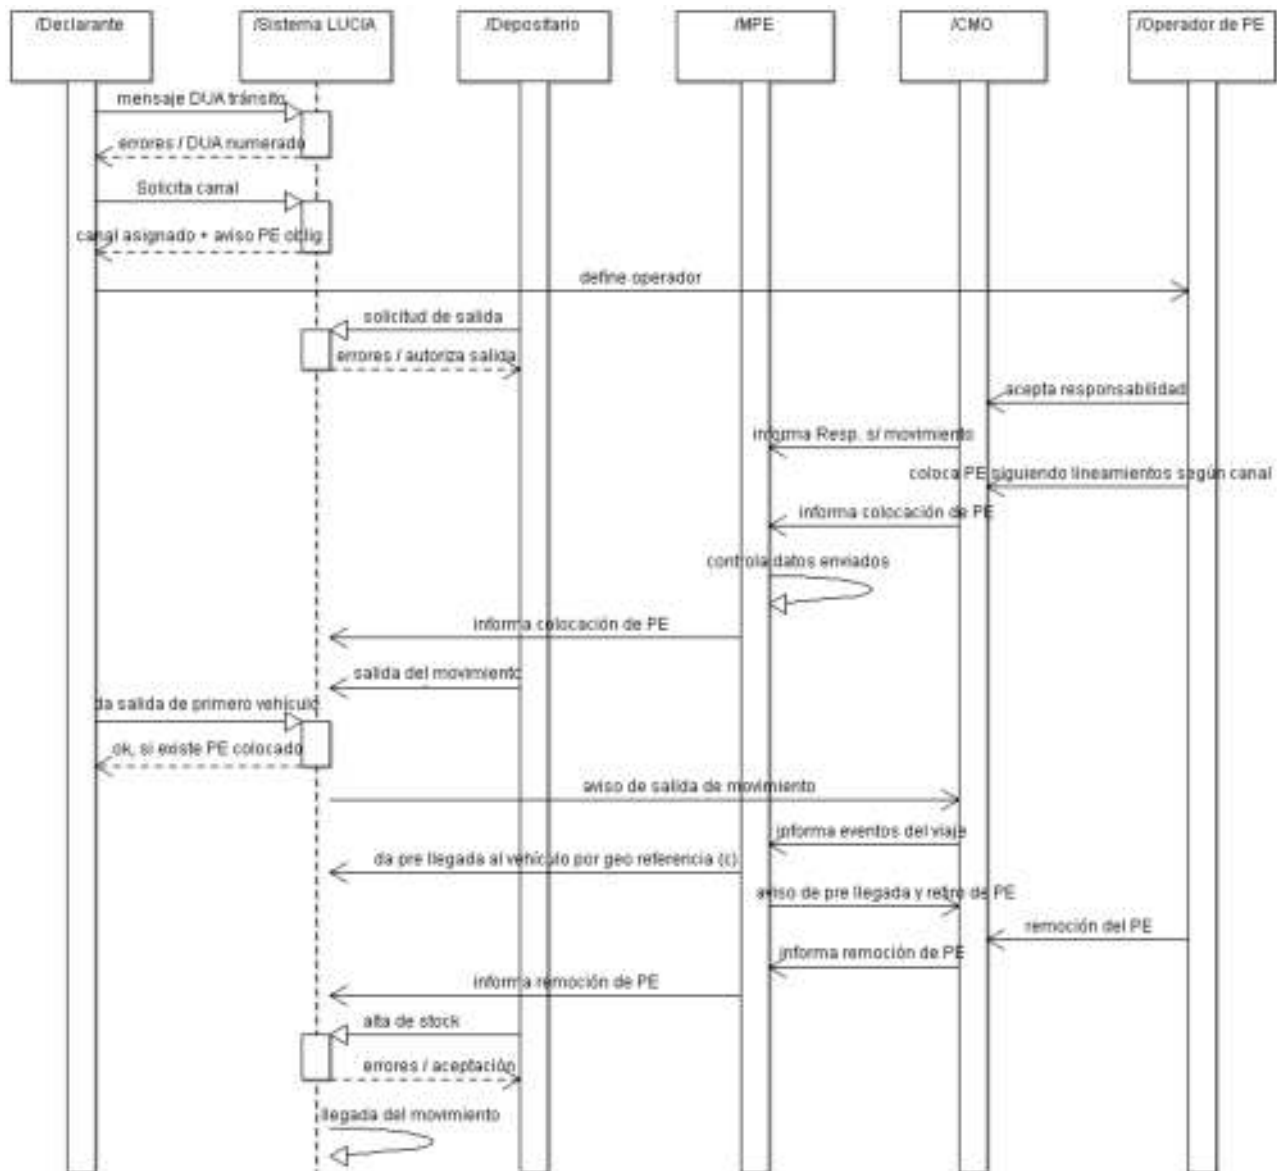 /Declarante
/Sistema LUCIA
/Depositario
/MPE
/CMO
/Operador de PE
mensaje DUA tránsito
errores / DUA numerado
Solicita canal
canal asignado + aviso PE oblig
define operador
solicitud de salida
errores / autoriza salida
acepta responsabilidad
informa Resp. s/ movimiento
coloca PE siguiendo lineamientos según canal
informa colocación de PE
controla datos enviados
informa colocación de PE
salida del movimiento
da salida de primero vehículo
ok, si existe PE colocado
aviso de salida de movimiento
informa eventos del viaje
da pre llegada al vehículo por geo referencia (c)
aviso de pre llegada y retiro de PE
remoción del PE
informa remoción de PE
informa remoción de PE
alta de stock
errores / aceptación
llegada del movimiento